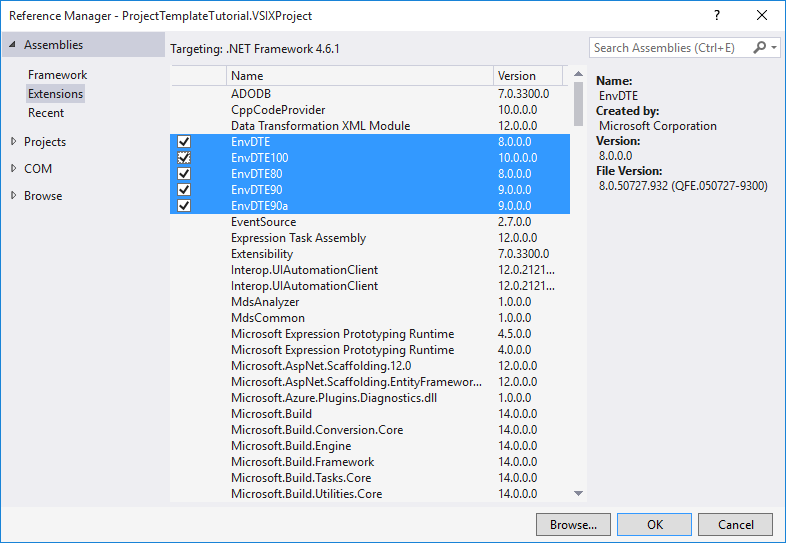 Reference Manager - ProjectTemplateTutorial.VSIXProject
Assemblies
Framework
Extensions
Recent
Projects
COM
Browse
Targeting: .NET Framework 4.6.1
Search Assemblies (Ctrl+E)
Name Version
ADODB 7.0.3300.0
CppCodeProvider 10.0.0.0
Data Transformation XML Module 12.0.0.0
EnvDTE 8.0.0.0
EnvDTE100 10.0.0.0
EnvDTE80 8.0.0.0
EnvDTE90 9.0.0.0
EnvDTE90a 9.0.0.0
EventSource 2.7.0.0
Expression Task Assembly 12.0.0.0
Extensibility 7.0.3300.0
Interop.UIAutomationClient 12.0.2121...
Interop.UIAutomationClient 12.0.2121...
MdsAnalyzer 1.0.0.0
MdsCommon 1.0.0.0
Microsoft Expression Prototyping Runtime 4.5.0.0
Microsoft Expression Prototyping Runtime 4.0.0.0
Microsoft.AspNet.Scaffolding.12.0 12.0.0.0
Microsoft.AspNet.Scaffolding.EntityFramewor... 12.0.0.0
Microsoft.Azure.Plugins.Diagnostics.dll 1.0.0.0
Microsoft.Build 14.0.0.0
Microsoft.Build.Conversion.Core 14.0.0.0
Microsoft.Build.Engine 14.0.0.0
Microsoft.Build.Framework 14.0.0.0
Microsoft.Build.Tasks.Core 14.0.0.0
Microsoft.Build.Utilities.Core 14.0.0.0
Name:
EnvDTE
Created by:
Microsoft Corporation
Version:
8.0.0.0
File Version:
8.0.50727.932 (QFE.050727-9300)
Browse... OK Cancel